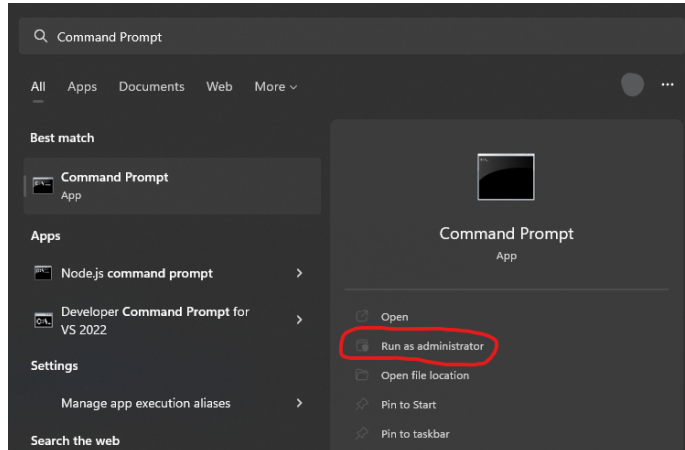 Command Prompt
All Apps Documents Web More
Best match
Command Prompt
App
Apps
Node.js command prompt
Developer Command Prompt for
VS 2022
Settings
Manage app execution aliases
Search the web
Command Prompt
App
Open
Run as administrator
Open file location
Pin to Start
Pin to taskbar